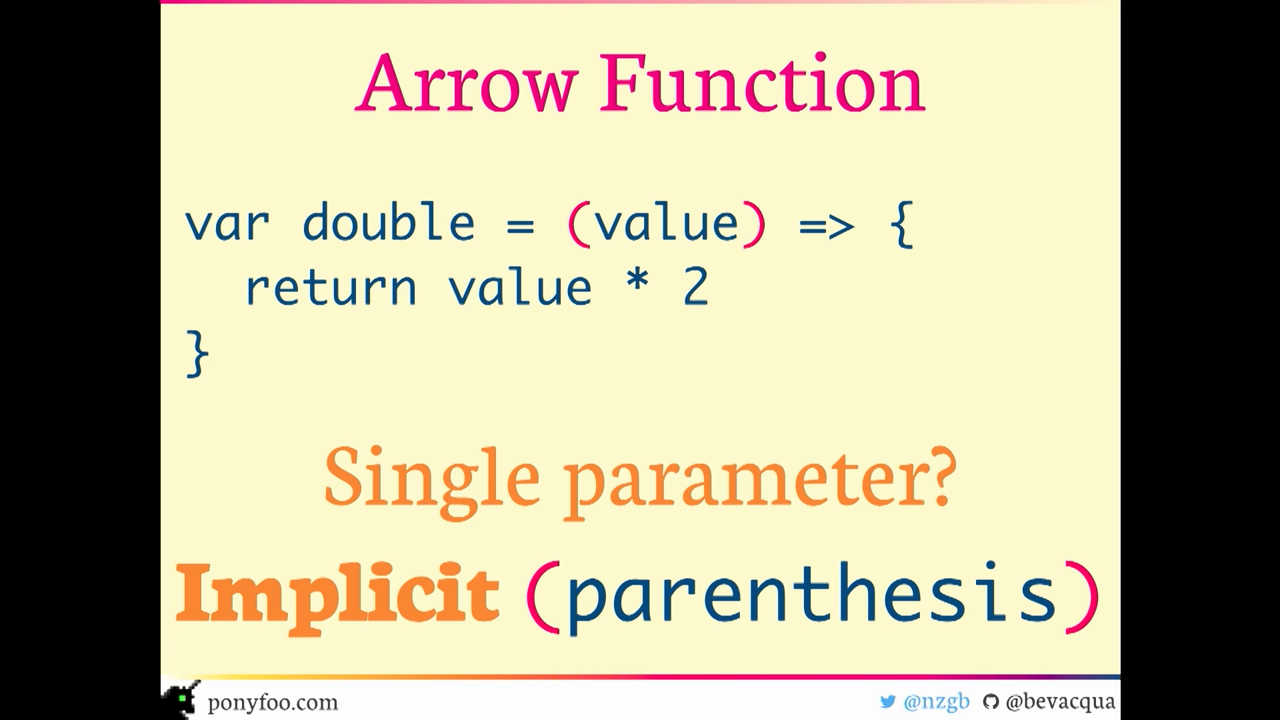 Arrow Function
var double = (value) => {
  return value * 2
}
Single parameter?
Implicit (parenthesis)
ponyfoo.com @nzgb @bevacqua